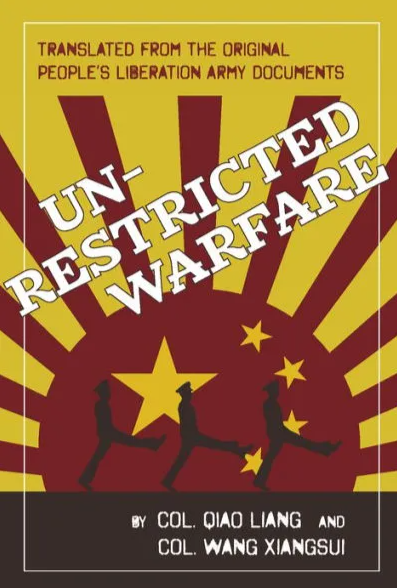 TRANSLATED FROM THE ORIGINAL
PEOPLE'S LIBERATION ARMY DOCUMENTS
UN-
RESTRICTED
WARFARE
BY COL. QIAO LIANG AND
COL. WANG XIANGSUI